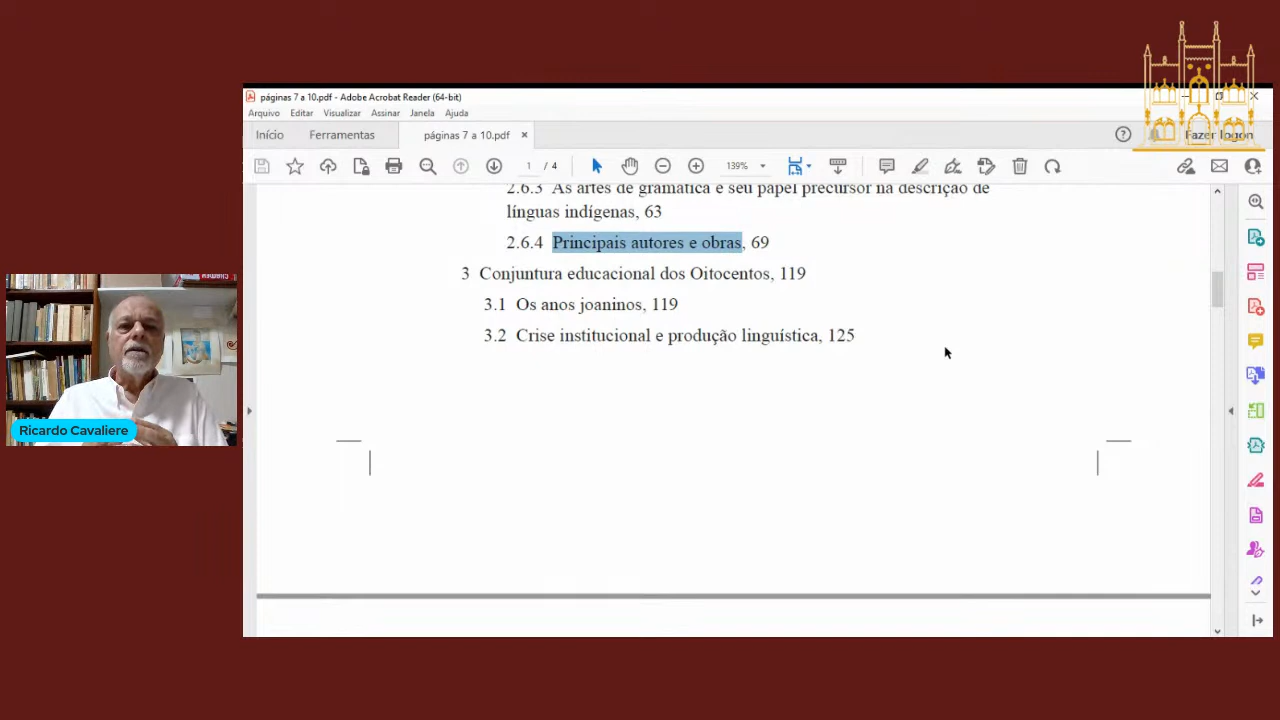 páginas 7 a 10.pdf - Adobe Acrobat Reader (64-bit)
Arquivo Editar Visualizar Assinar Janela Ajuda
Início Ferramentas páginas 7 a 10.pdf Fazer logon
1 / 4 139%
2.6.3 As artes de gramática e seu papel precursor na descrição de
línguas indígenas, 63
2.6.4 Principais autores e obras, 69
3 Conjuntura educacional dos Oitocentos, 119
3.1 Os anos joaninos, 119
3.2 Crise institucional e produção linguística, 125
Ricardo Cavaliere